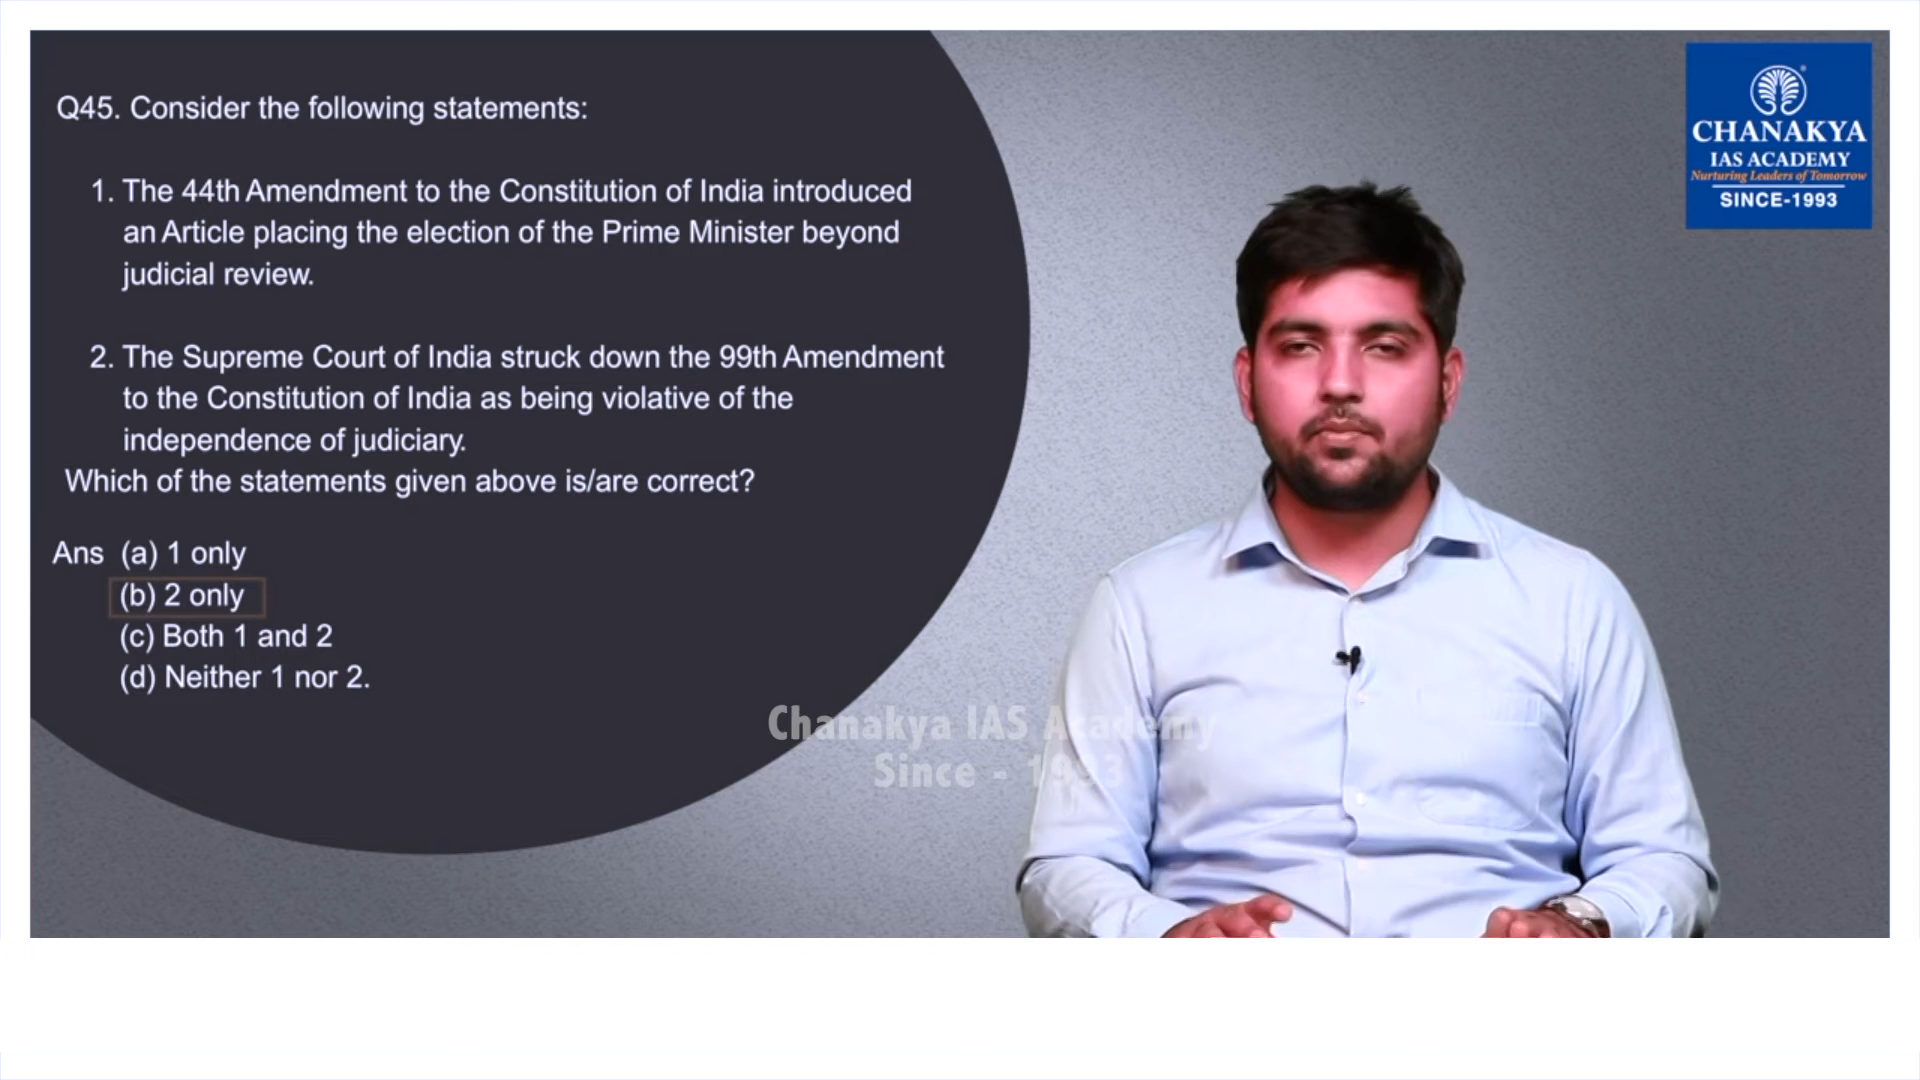 Q45. Consider the following statements:
1. The 44th Amendment to the Constitution of India introduced
an Article placing the election of the Prime Minister beyond
judicial review.
2. The Supreme Court of India struck down the 99th Amendment
to the Constitution of India as being violative of the
independence of judiciary.
Which of the statements given above is/are correct?
Ans (a) 1 only
(b) 2 only
(c) Both 1 and 2
(d) Neither 1 nor 2.
CHANAKYA
IAS ACADEMY
Nurturing Leaders of Tomorrow
SINCE-1993
Chanakya IAS Academy
Since - 1993